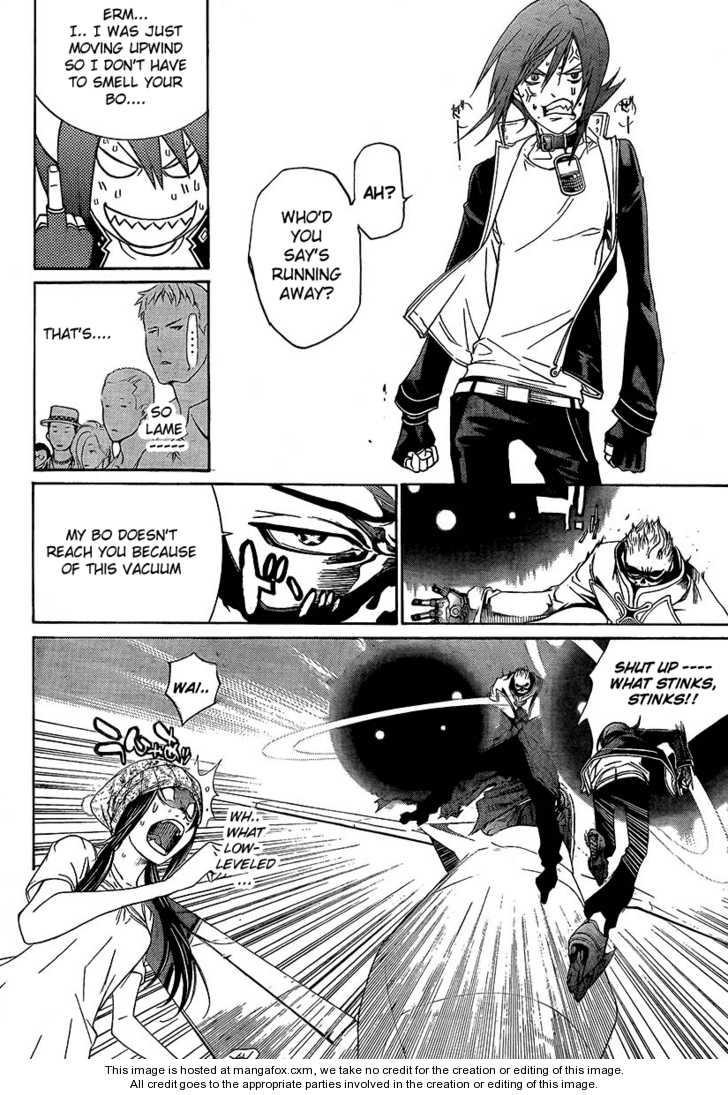 AH?
WHO'D
YOU
SAY'S
RUNNING
AWAY?
ERM...
I.. I WAS JUST
MOVING UPWIND
SO I DON'T HAVE
TO SMELL YOUR
BO....
THAT'S....
......
SO
LAME
-----
MY BO DOESN'T
REACH YOU BECAUSE
OF THIS VACUUM
SHUT UP ----
WHAT STINKS,
STINKS!!
WAI..
WH..
WHAT
LOW-
LEVELED
....
This image is hosted at mangafox.cxm, we take no credit for the creation or editing of this image.
All credit goes to the appropriate parties involved in the creation or editing of this image.